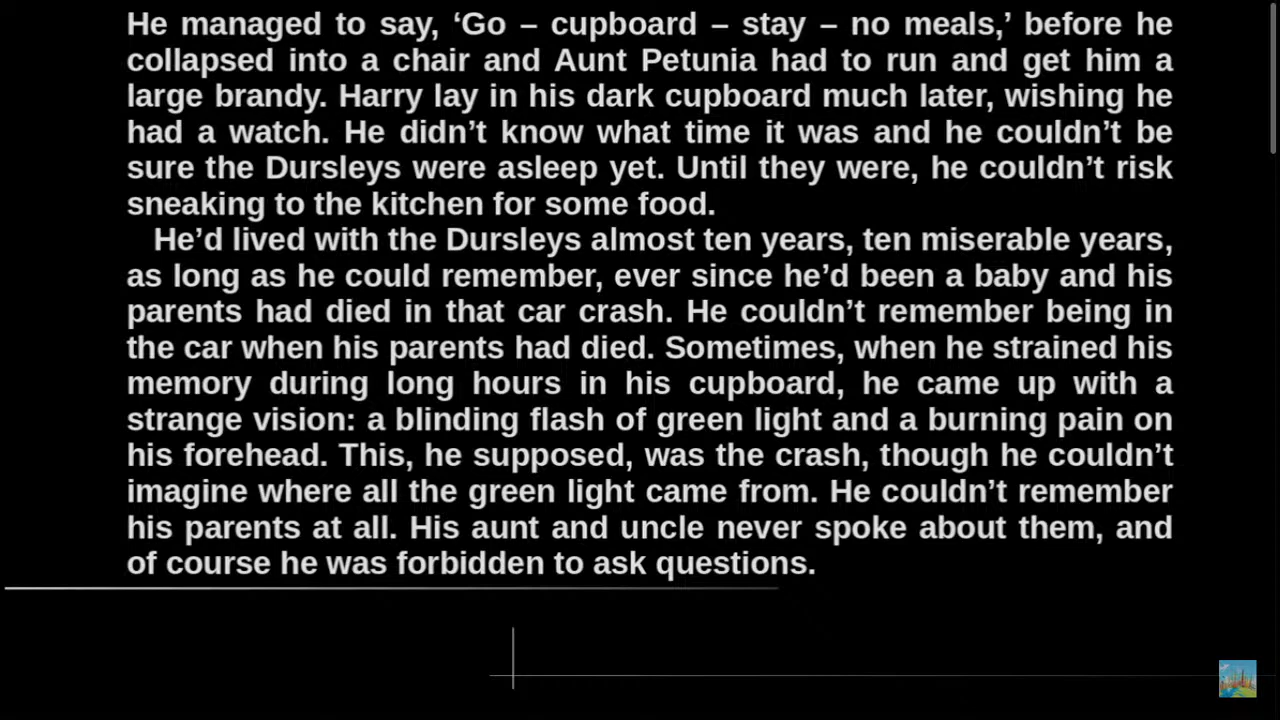 He managed to say, ‘Go – cupboard – stay – no meals,’ before he
collapsed into a chair and Aunt Petunia had to run and get him a
large brandy. Harry lay in his dark cupboard much later, wishing he
had a watch. He didn’t know what time it was and he couldn’t be
sure the Dursleys were asleep yet. Until they were, he couldn’t risk
sneaking to the kitchen for some food.
He’d lived with the Dursleys almost ten years, ten miserable years,
as long as he could remember, ever since he’d been a baby and his
parents had died in that car crash. He couldn’t remember being in
the car when his parents had died. Sometimes, when he strained his
memory during long hours in his cupboard, he came up with a
strange vision: a blinding flash of green light and a burning pain on
his forehead. This, he supposed, was the crash, though he couldn’t
imagine where all the green light came from. He couldn’t remember
his parents at all. His aunt and uncle never spoke about them, and
of course he was forbidden to ask questions.